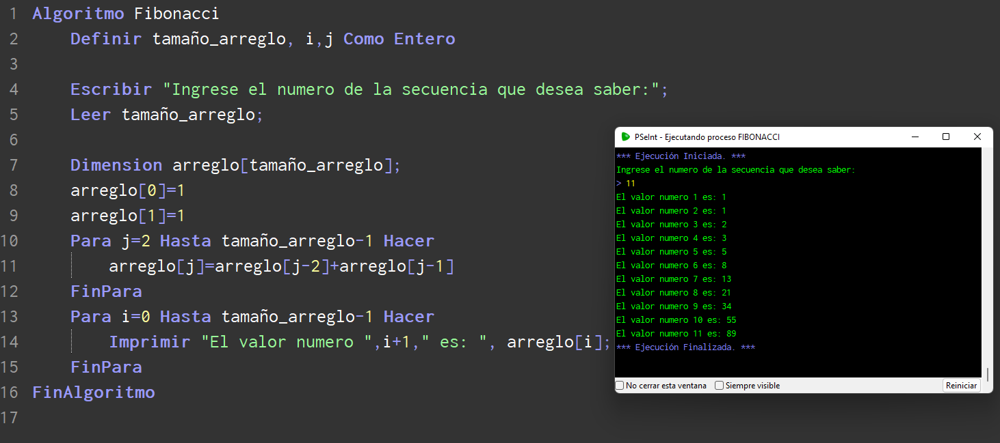 1 Algoritmo Fibonacci
2 Definir tamaño_arreglo, i,j Como Entero
3
4 Escribir "Ingrese el numero de la secuencia que desea saber:";
5 Leer tamaño_arreglo;
6
7 Dimension arreglo[tamaño_arreglo];
8 arreglo[0]=1
9 arreglo[1]=1
10 Para j=2 Hasta tamaño_arreglo-1 Hacer
11 arreglo[j]=arreglo[j-2]+arreglo[j-1]
12 FinPara
13 Para i=0 Hasta tamaño_arreglo-1 Hacer
14 Imprimir "El valor numero ",i+1," es: ", arreglo[i];
15 FinPara
16 FinAlgoritmo
17
PSeInt - Ejecutando proceso FIBONACCI
*** Ejecución Iniciada. ***
Ingrese el numero de la secuencia que desea saber:
> 11
El valor numero 1 es: 1
El valor numero 2 es: 1
El valor numero 3 es: 2
El valor numero 4 es: 3
El valor numero 5 es: 5
El valor numero 6 es: 8
El valor numero 7 es: 13
El valor numero 8 es: 21
El valor numero 9 es: 34
El valor numero 10 es: 55
El valor numero 11 es: 89
*** Ejecución Finalizada. ***
No cerrar esta ventana Siempre visible Reiniciar